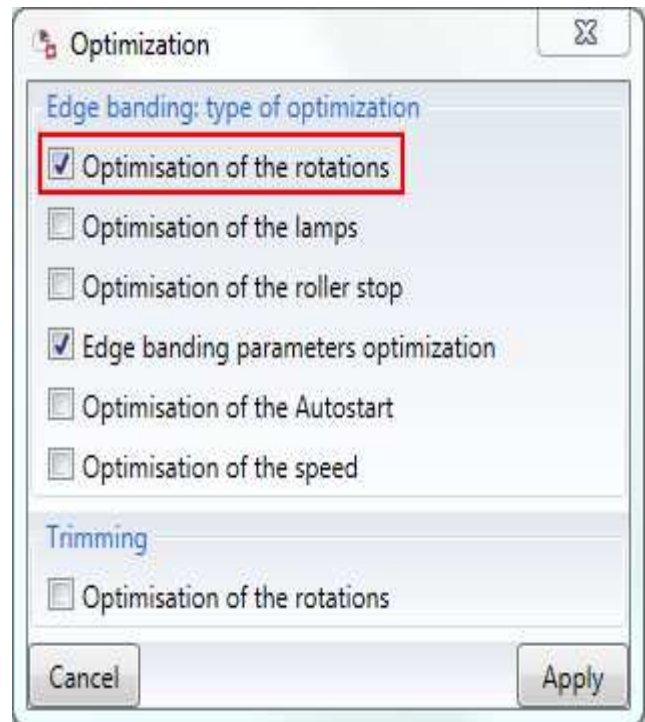 Optimization
Edge banding: type of optimization
Optimisation of the rotations
Optimisation of the lamps
Optimisation of the roller stop
Edge banding parameters optimization
Optimisation of the Autostart
Optimisation of the speed
Trimming
Optimisation of the rotations
Cancel Apply